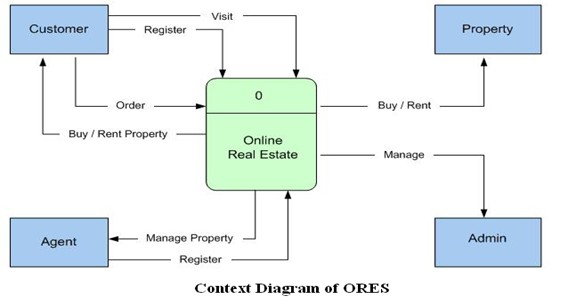 Customer
Visit
Register
Property
0
Order
Buy / Rent
Buy / Rent Property
Online
Real Estate
Manage
Agent
Manage Property
Register
Admin
Context Diagram of ORES